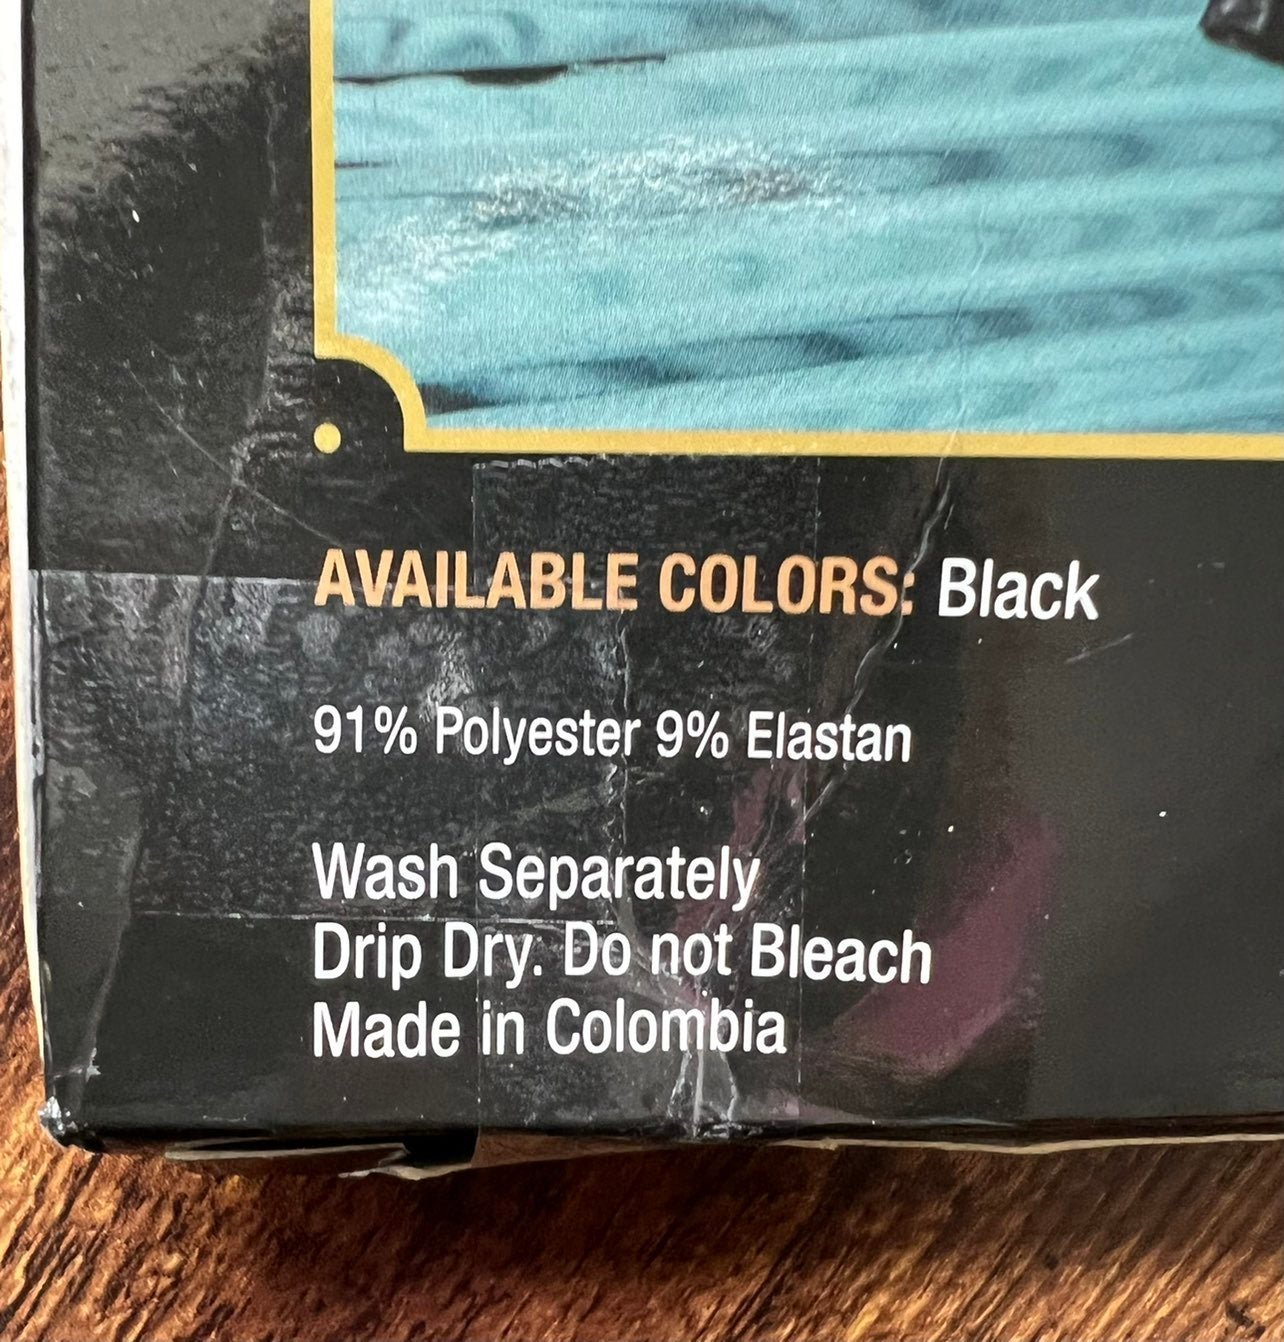 AVAILABLE COLORS: Black
91% Polyester 9% Elastan
Wash Separately
Drip Dry. Do not Bleach
Made in Colombia